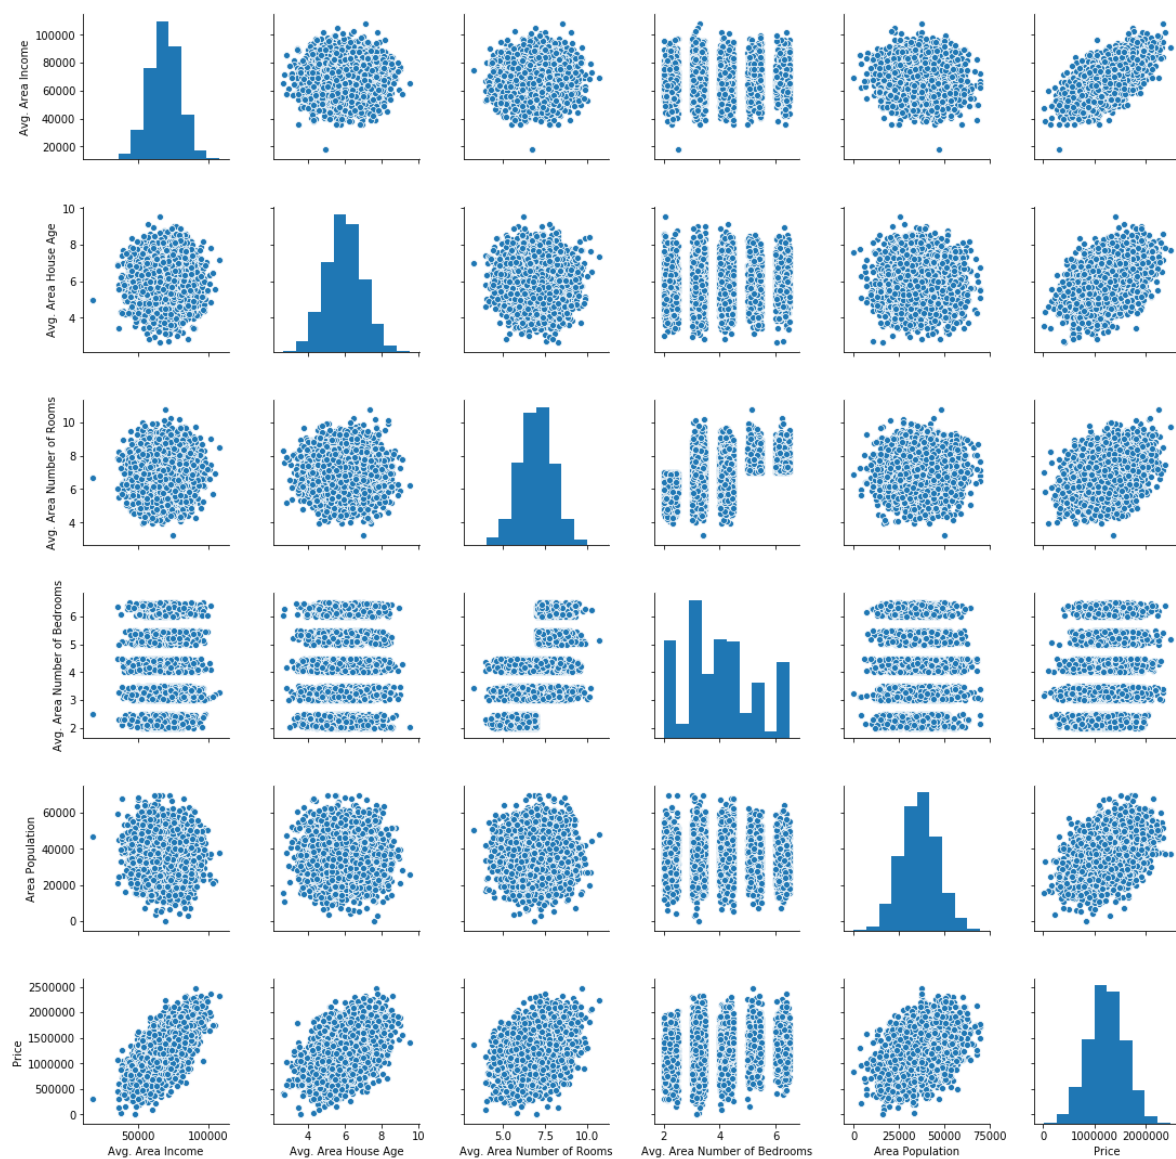 Avg. Area Income
100000
80000
60000
40000
20000
Avg. Area House Age
10
8
6
4
Avg. Area Number of Rooms
10
8
6
4
Avg. Area Number of Bedrooms
6
5
4
3
2
Area Population
60000
40000
20000
0
Price
2500000
2000000
1500000
1000000
500000
0
50000 100000
4 6 8 10
5.0 7.5 10.0
2 4 6
0 25000 50000 75000
0 1000000 2000000
Avg. Area Income
Avg. Area House Age
Avg. Area Number of Rooms
Avg. Area Number of Bedrooms
Area Population
Price